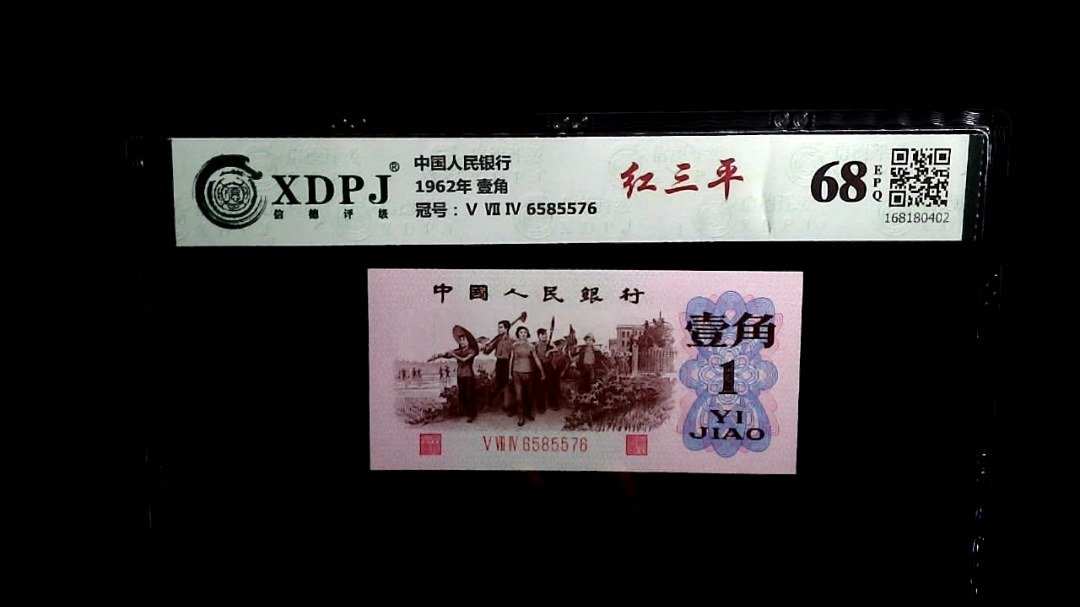 XDPJ®
信德评级
中国人民银行
1962年 壹角
冠号：Ⅴ Ⅶ Ⅳ 6585576
红三平
68
EPQ
168180402
中國人民銀行
壹角
1
YI
JIAO
Ⅴ Ⅶ Ⅳ 6585576